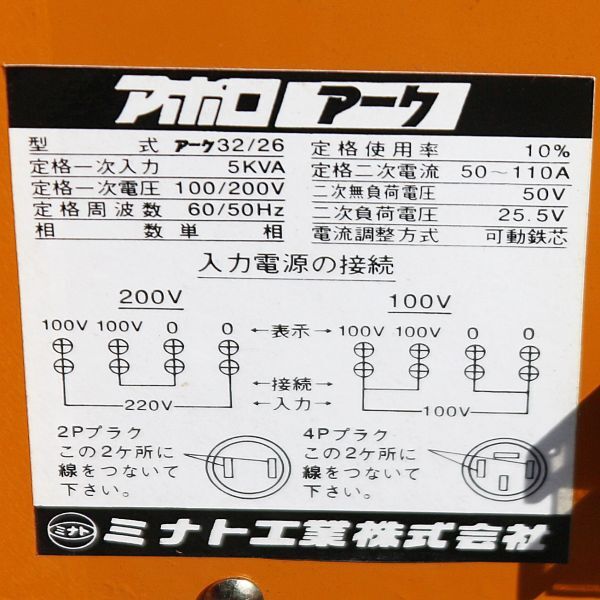 アポロ アーク
型式 アーク32/26
定格一次入力 5KVA
定格一次電圧 100/200V
定格周波数 60/50Hz
相数 単相
定格使用率 10%
定格二次電流 50～110A
二次無負荷電圧 50V
二次負荷電圧 25.5V
電流調整方式 可動鉄芯
入力電源の接続
200V 100V
100V 100V 0 0 ←表示→ 100V 100V 0 0
←接続→
220V ←入力→ 100V
2Pプラク
この2ケ所に
線をつないで
下さい。
4Pプラク
この2ケ所に
線をつないで
下さい。
ミナト ミナト工業株式会社